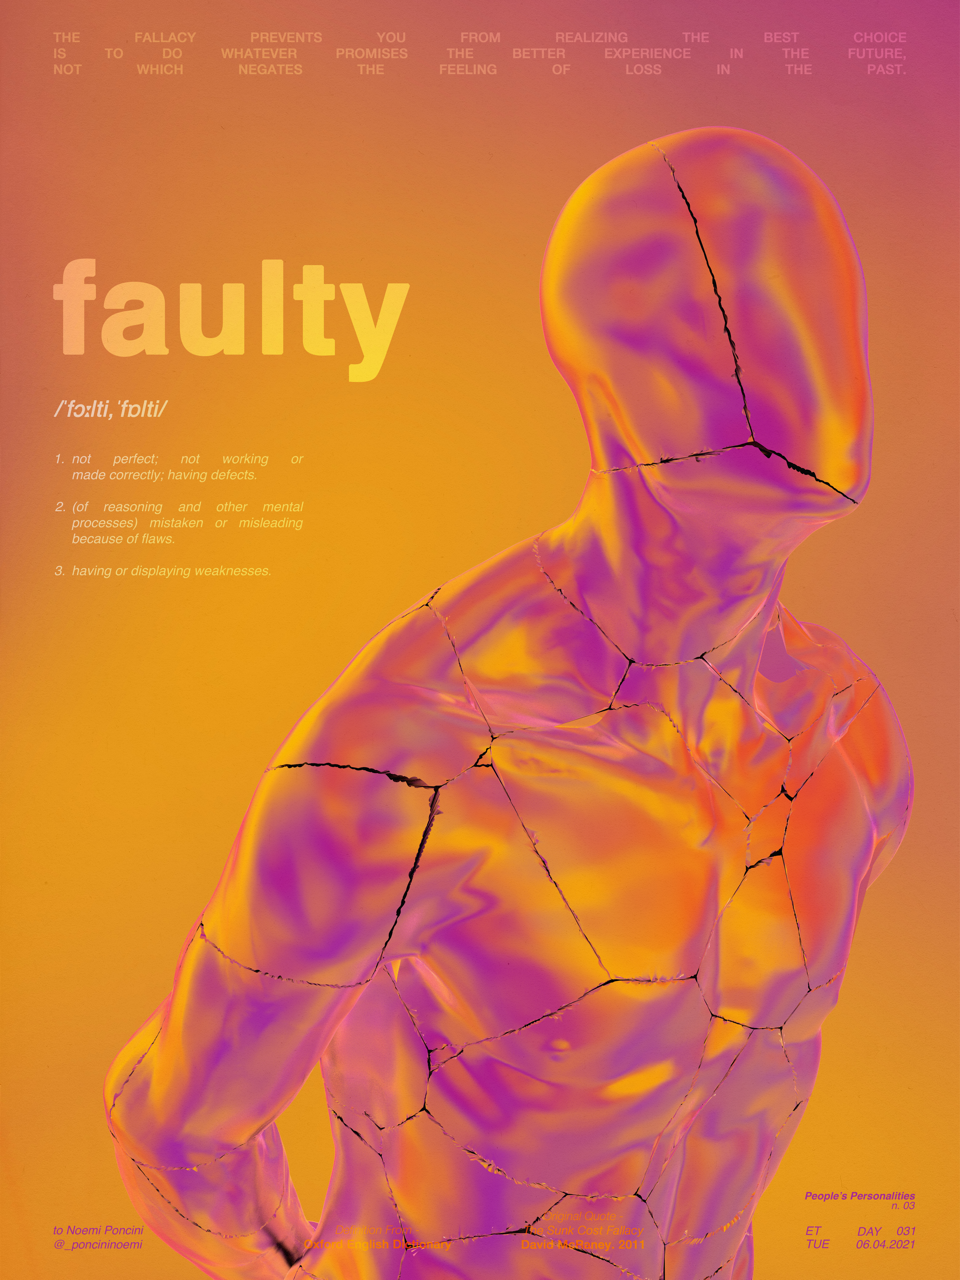 THE FALLACY PREVENTS YOU FROM REALIZING THE BEST CHOICE
IS TO DO WHATEVER PROMISES THE BETTER EXPERIENCE IN THE FUTURE,
NOT WHICH NEGATES THE FEELING OF LOSS IN THE PAST.
faulty
/ˈfɔːlti, ˈfɒlti/
1. not perfect; not working or
made correctly; having defects.
2. (of reasoning and other mental
processes) mistaken or misleading
because of flaws.
3. having or displaying weaknesses.
People's Personalities
n. 03
to Noemi Poncini
@_poncininoemi
Definition From
Oxford English Dictionary
Original Quote
The Sunk Cost Fallacy
David McRaney, 2011
ET DAY 031
TUE 06.04.2021